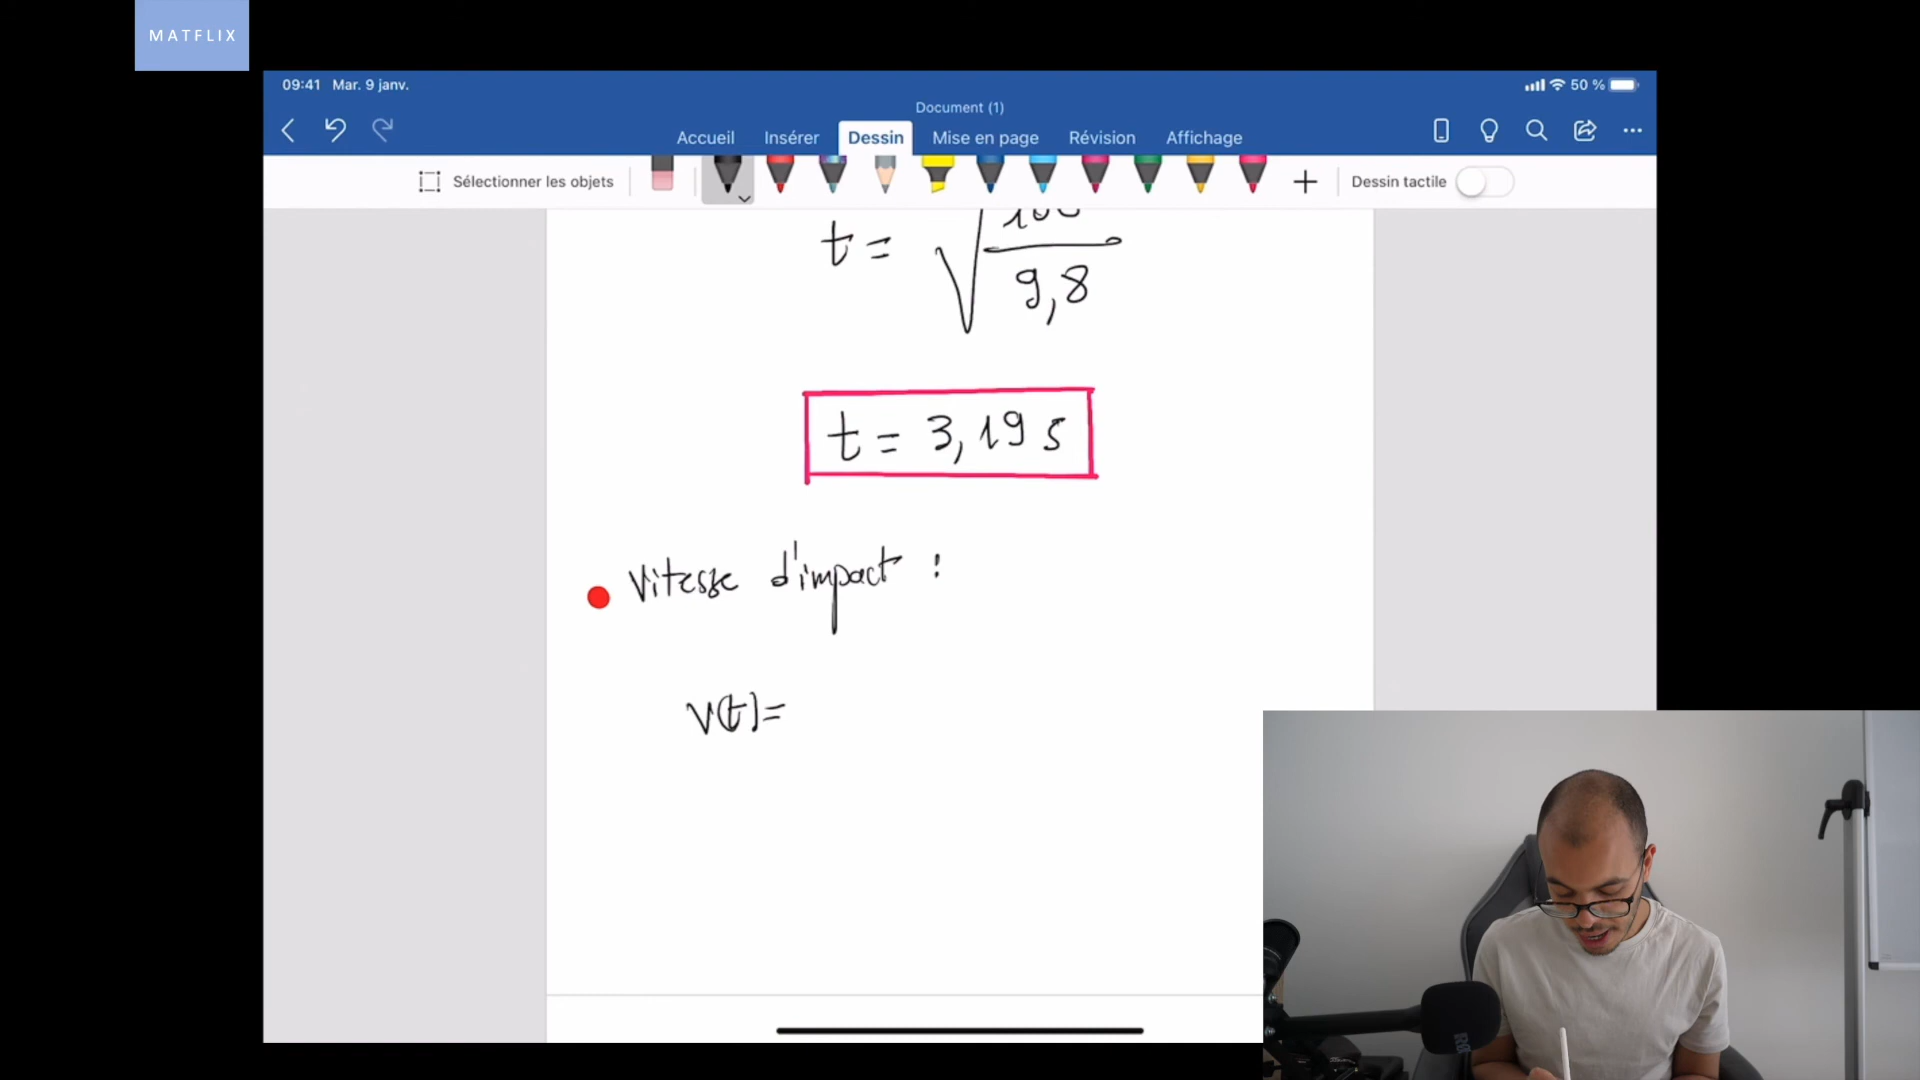 MATFLIX
09:41 Mar. 9 janv.
50 %
Document (1)
Accueil Insérer Dessin Mise en page Révision Affichage
Sélectionner les objets
Dessin tactile
t =
9,8
t = 3,19 s
Vitesse d'impact :
V(t)=